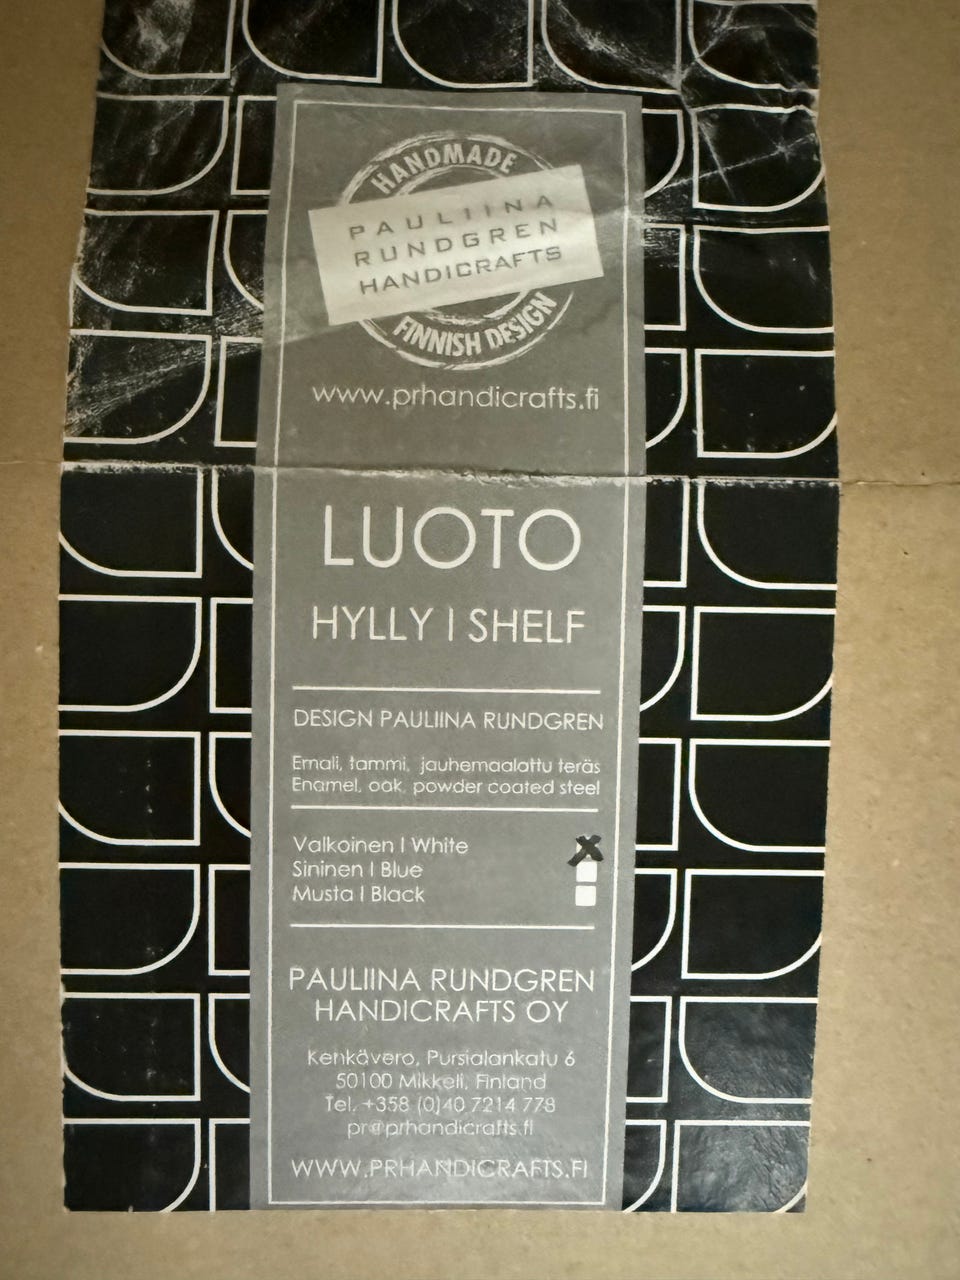 HANDMADE
PAULIINA
RUNDGREN
HANDICRAFTS
FINNISH DESIGN
www.prhandicrafts.fi
LUOTO
HYLLY | SHELF
DESIGN PAULIINA RUNDGREN
Emali, tammi, jauhemaalattu teräs
Enamel, oak, powder coated steel
Valkoinen | White X
Sininen | Blue
Musta | Black
PAULIINA RUNDGREN
HANDICRAFTS OY
Kenkävero, Pursialankatu 6
50100 Mikkeli, Finland
Tel. +358 (0)40 7214 778
pr@prhandicrafts.fi
WWW.PRHANDICRAFTS.FI